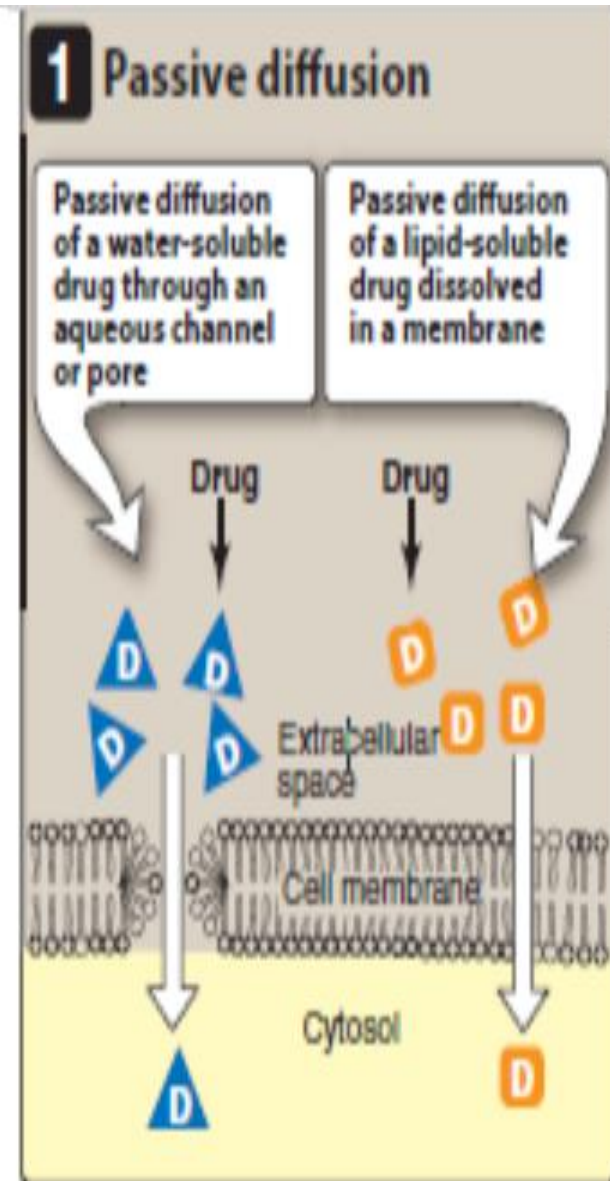 1 Passive diffusion
Passive diffusion
of a water-soluble
drug through an
aqueous channel
or pore
Passive diffusion
of a lipid-soluble
drug dissolved
in a membrane
Drug
Drug
D
D
D
D
D
D
D
D
Extracellular
space
Cell membrane
Cytosol
D
D